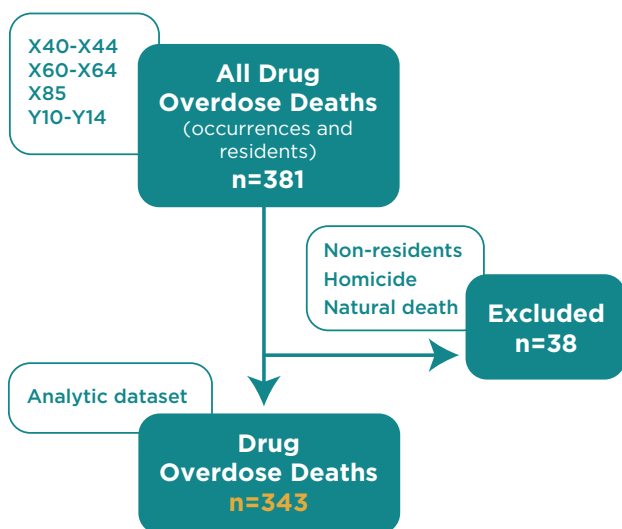 X40-X44
X60-X64
X85
Y10-Y14
All Drug
Overdose Deaths
(occurrences and
residents)
n=381
Non-residents
Homicide
Natural death
Excluded
n=38
Analytic dataset
Drug
Overdose Deaths
n=343